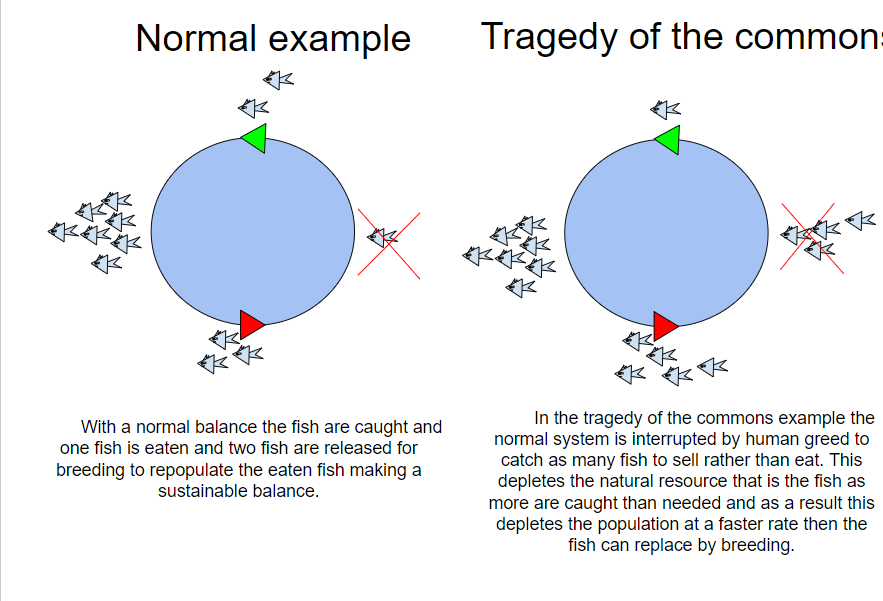 Normal example
Tragedy of the commons
With a normal balance the fish are caught and
one fish is eaten and two fish are released for
breeding to repopulate the eaten fish making a
sustainable balance.
In the tragedy of the commons example the
normal system is interrupted by human greed to
catch as many fish to sell rather than eat. This
depletes the natural resource that is the fish as
more are caught than needed and as a result this
depletes the population at a faster rate then the
fish can replace by breeding.